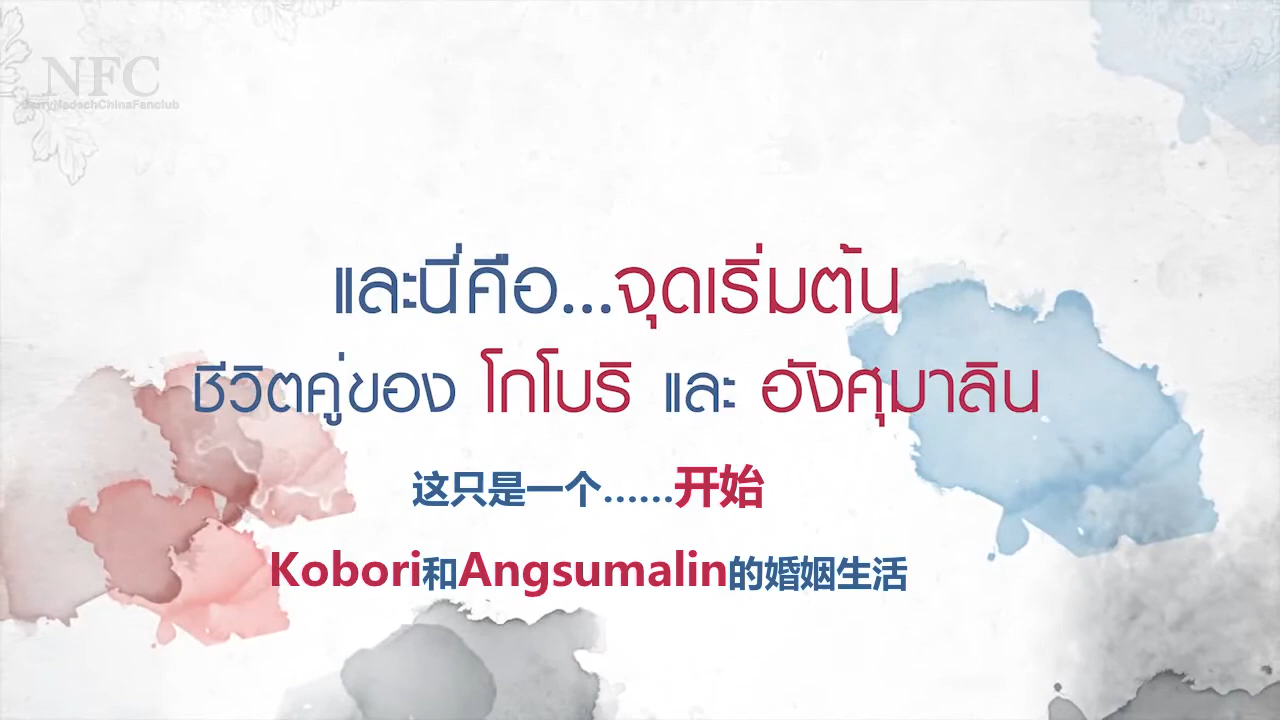 NFC
BarryNadechChinaFanclub
และนี่คือ...จุดเริ่มต้น
ชีวิตคู่ของ โกโบริ และ อังศุมาลิน
这只是一个……开始
Kobori和Angsumalin的婚姻生活